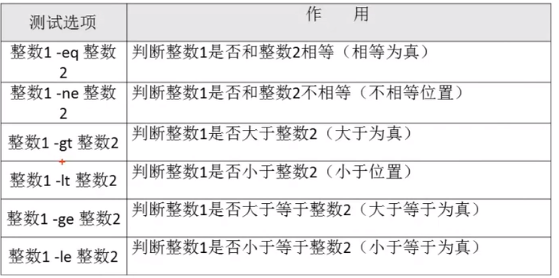 测试选项
作 用
整数1 -eq 整数
2
判断整数1是否和整数2相等（相等为真）
整数1 -ne 整数
2
判断整数1是否和整数2不相等（不相等位置）
整数1 -gt 整数2
判断整数1是否大于整数2（大于为真）
整数1 -lt 整数2
判断整数1是否小于整数2（小于位置）
整数1 -ge 整数2
判断整数1是否大于等于整数2（大于等于为真）
整数1 -le 整数2
判断整数1是否小于等于整数2（小于等于为真）